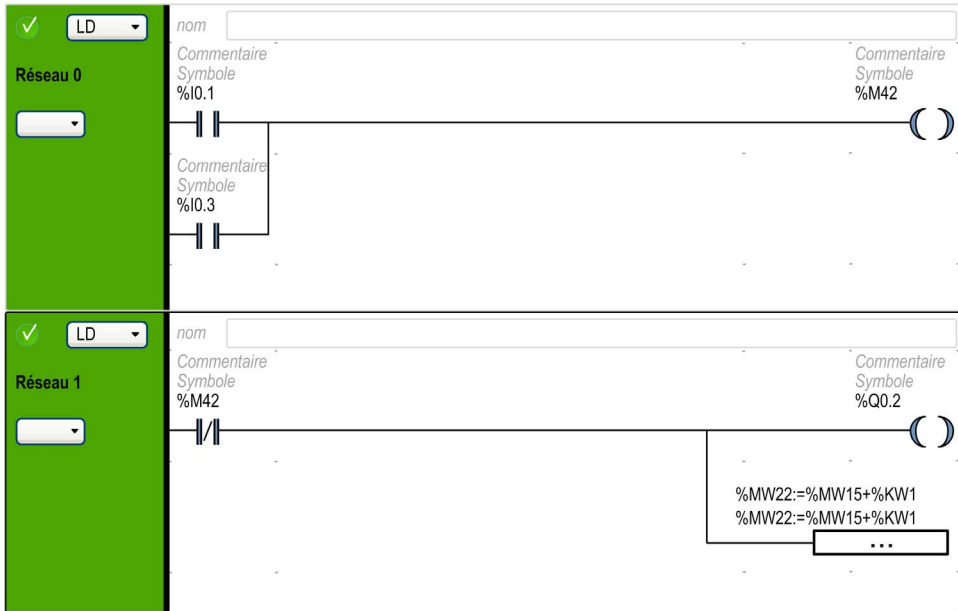 LD
nom
Réseau 0
Commentaire
Symbole
%I0.1
Commentaire
Symbole
%M42
Commentaire
Symbole
%I0.3
LD
nom
Réseau 1
Commentaire
Symbole
%M42
Commentaire
Symbole
%Q0.2
%MW22:=%MW15+%KW1
%MW22:=%MW15+%KW1
...